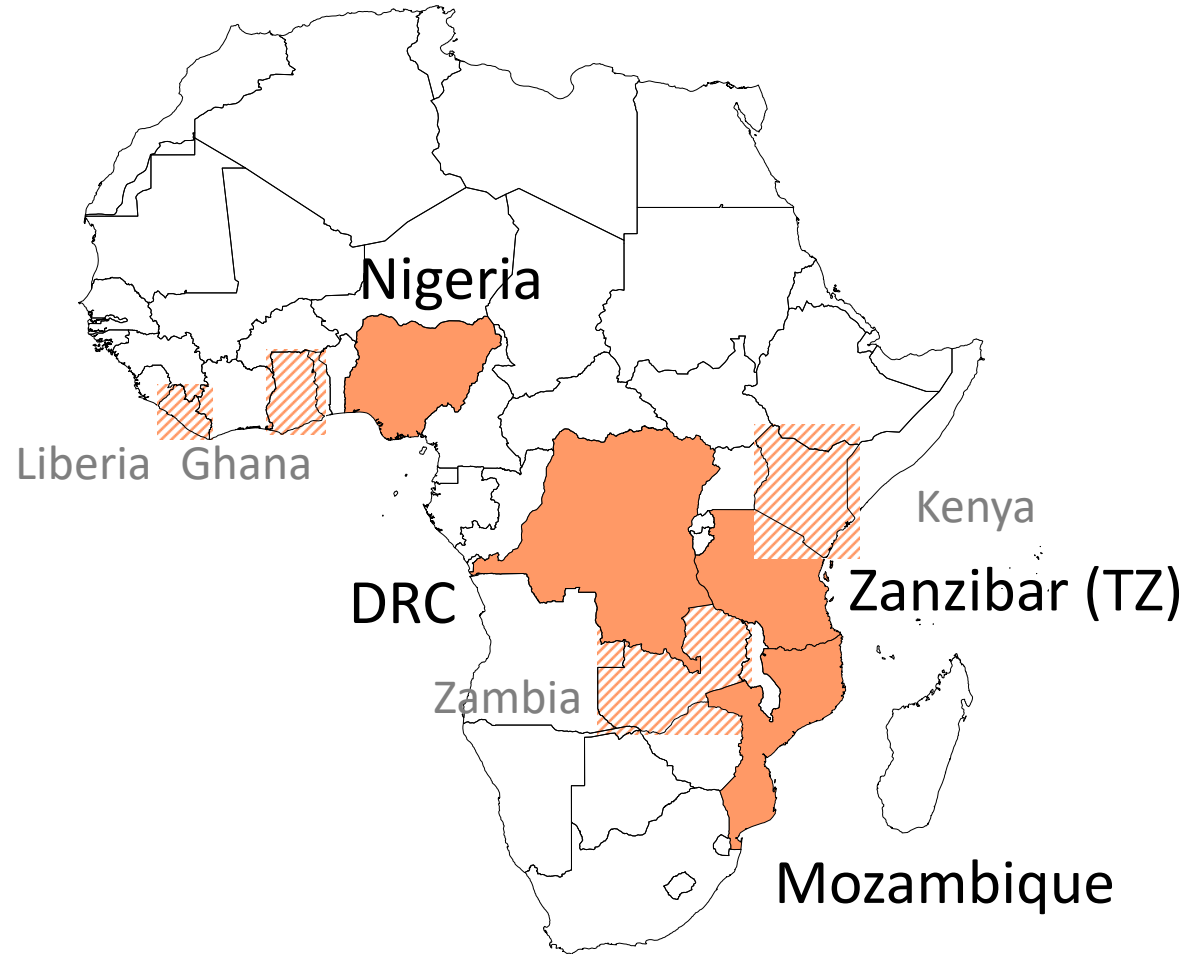 Nigeria
Liberia
Ghana
Kenya
Zanzibar (TZ)
DRC
Zambia
Mozambique